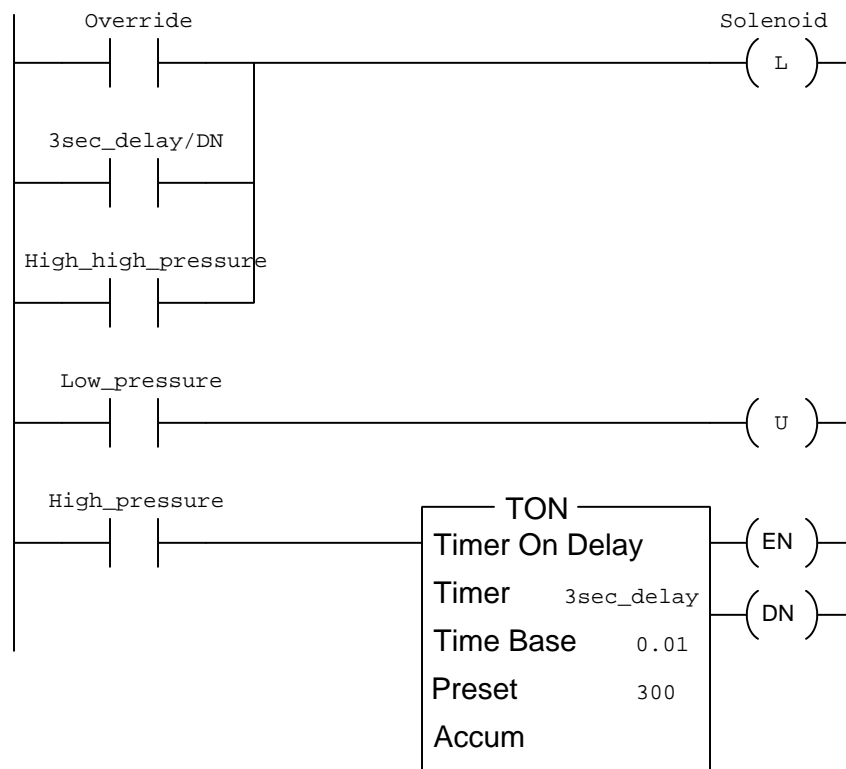 Override
Solenoid
L
3sec_delay/DN
High_high_pressure
Low_pressure
U
High_pressure
TON
Timer On Delay
EN
Timer 3sec_delay
DN
Time Base 0.01
Preset 300
Accum